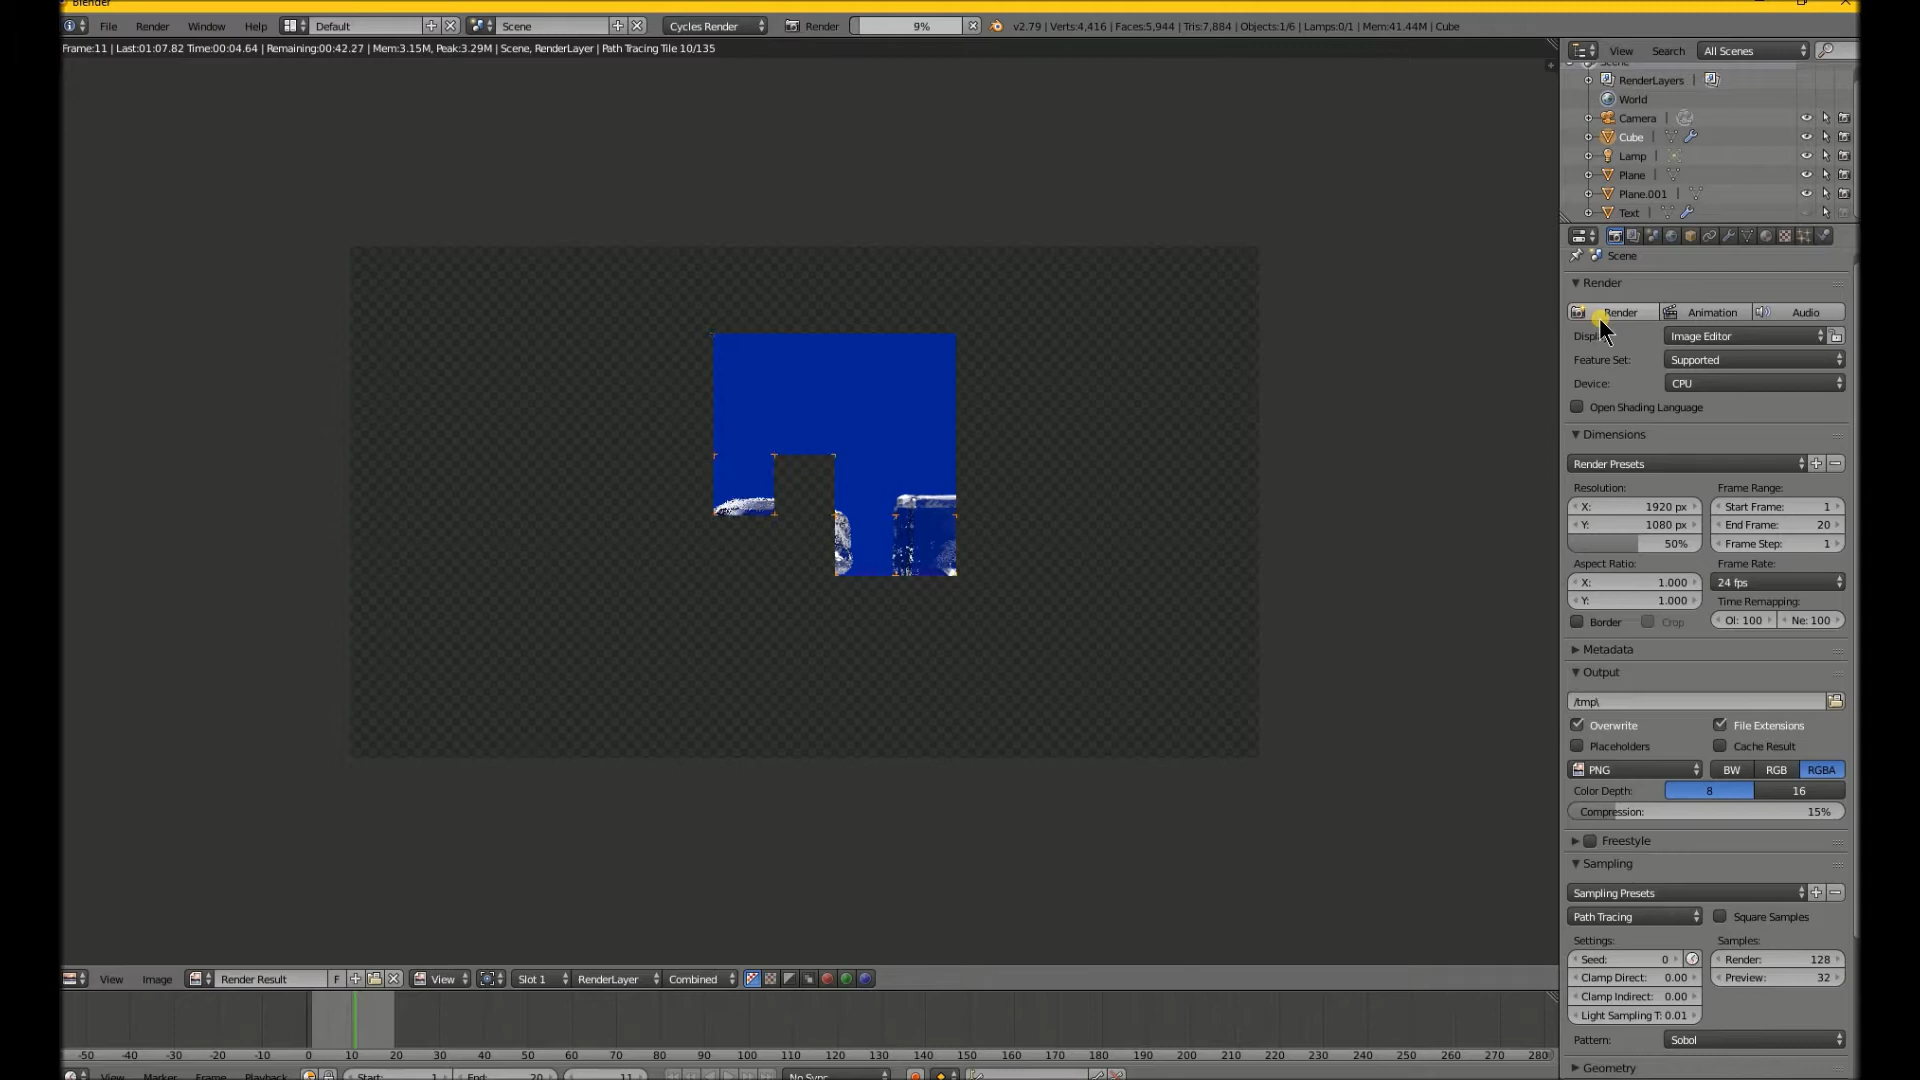 Blender
File Render Window Help Default Scene Cycles Render Render 9% v2.79 | Verts:4,416 | Faces:5,944 | Tris:7,884 | Objects:1/6 | Lamps:0/1 | Mem:41.44M | Cube
Frame:11 | Last:01:07.82 Time:00:04.64 | Remaining:00:42.27 | Mem:3.15M, Peak:3.29M | Scene, RenderLayer | Path Tracing Tile 10/135
View Search All Scenes
Scene
RenderLayers
World
Camera
Cube
Lamp
Plane
Plane.001
Text
Scene
Render
Render Animation Audio
Image Editor
Feature Set: Supported
Device: CPU
Open Shading Language
Dimensions
Render Presets
Resolution: Frame Range:
X: 1920 px Start Frame: 1
Y: 1080 px End Frame: 20
50% Frame Step: 1
Aspect Ratio: Frame Rate:
X: 1.000 24 fps
Y: 1.000 Time Remapping:
Border Crop Ol: 100 Ne: 100
Metadata
Output
/tmp\
Overwrite File Extensions
Placeholders Cache Result
PNG BW RGB RGBA
Color Depth: 8 16
Compression: 15%
Freestyle
Sampling
Sampling Presets
Path Tracing Square Samples
Settings: Samples:
Seed: 0 Render: 128
Clamp Direct: 0.00 Preview: 32
Clamp Indirect: 0.00
Light Sampling T: 0.01
Pattern: Sobol
Geometry
View Image Render Result F View Slot 1 RenderLayer Combined
-50 -40 -30 -20 -10 0 10 20 30 40 50 60 70 80 90 100 110 120 130 140 150 160 170 180 190 200 210 220 230 240 250 260 270 280
View Marker Frame Playback Start: 1 End: 20 11 No Sync